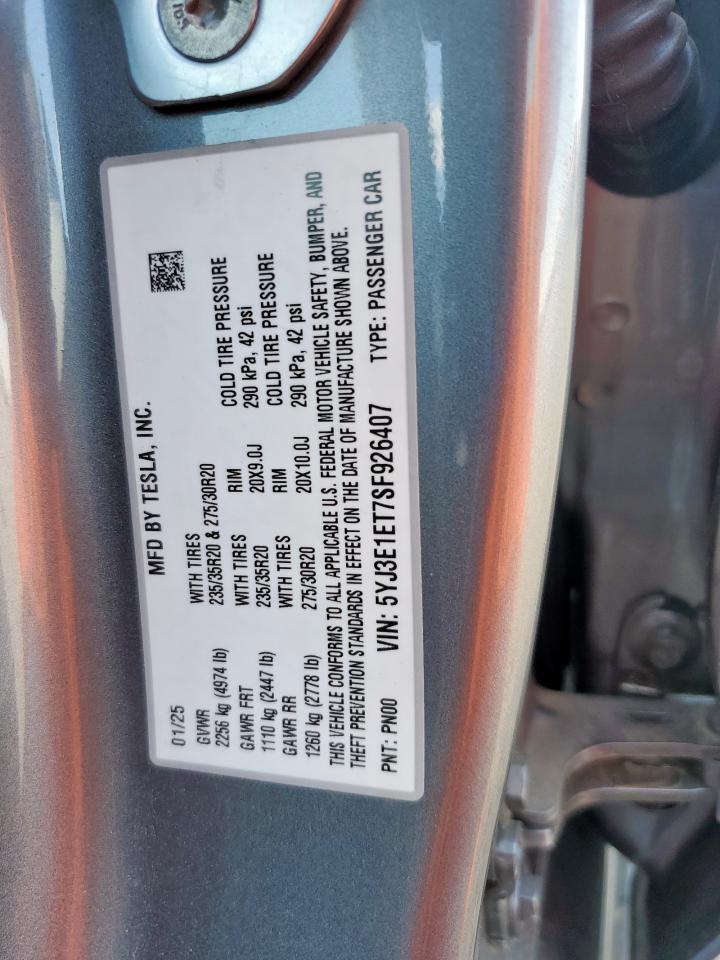 MFD BY TESLA, INC.
01/25
GVWR WITH TIRES
2256 kg (4974 lb) 235/35R20 & 275/30R20
GAWR FRT WITH TIRES RIM COLD TIRE PRESSURE
1110 kg (2447 lb) 235/35R20 20X9.0J 290 kPa, 42 psi
GAWR RR WITH TIRES RIM COLD TIRE PRESSURE
1260 kg (2778 lb) 275/30R20 20X10.0J 290 kPa, 42 psi
THIS VEHICLE CONFORMS TO ALL APPLICABLE U.S. FEDERAL MOTOR VEHICLE SAFETY, BUMPER, AND
THEFT PREVENTION STANDARDS IN EFFECT ON THE DATE OF MANUFACTURE SHOWN ABOVE.
PNT: PN00 VIN: 5YJ3E1ET7SF926407 TYPE: PASSENGER CAR